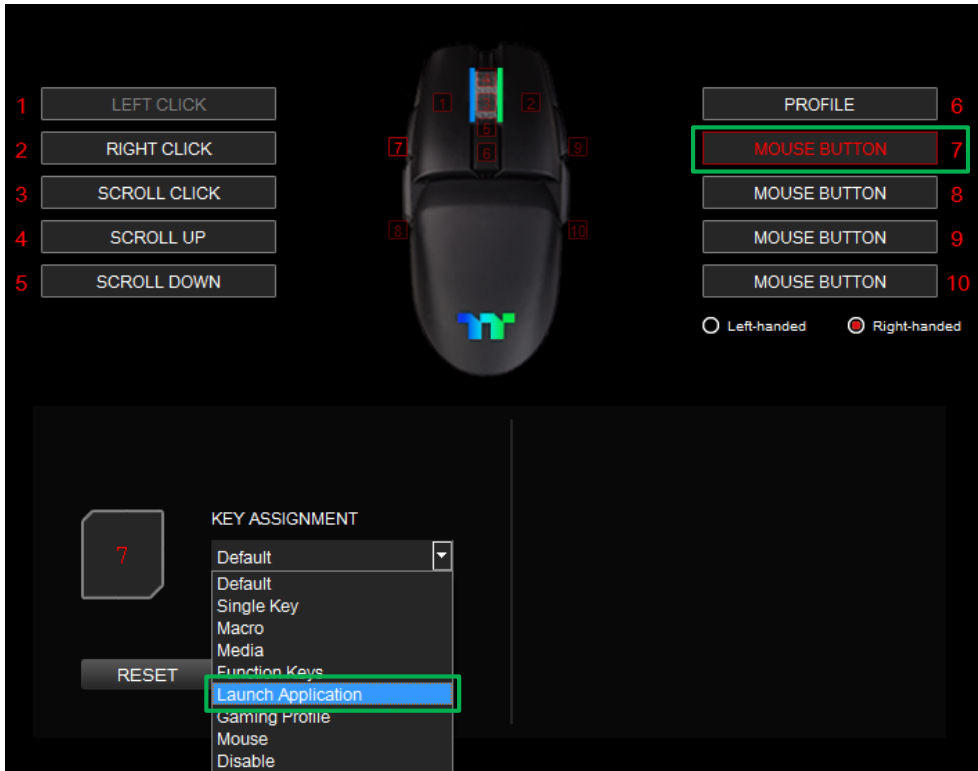 1 LEFT CLICK
2 RIGHT CLICK
3 SCROLL CLICK
4 SCROLL UP
5 SCROLL DOWN
1
2
5
6
7
8
9
10
PROFILE 6
MOUSE BUTTON 7
MOUSE BUTTON 8
MOUSE BUTTON 9
MOUSE BUTTON 10
Left-handed Right-handed
7
KEY ASSIGNMENT
Default
Default
Single Key
Macro
Media
Function Keys
Launch Application
Gaming Profile
Mouse
Disable
RESET